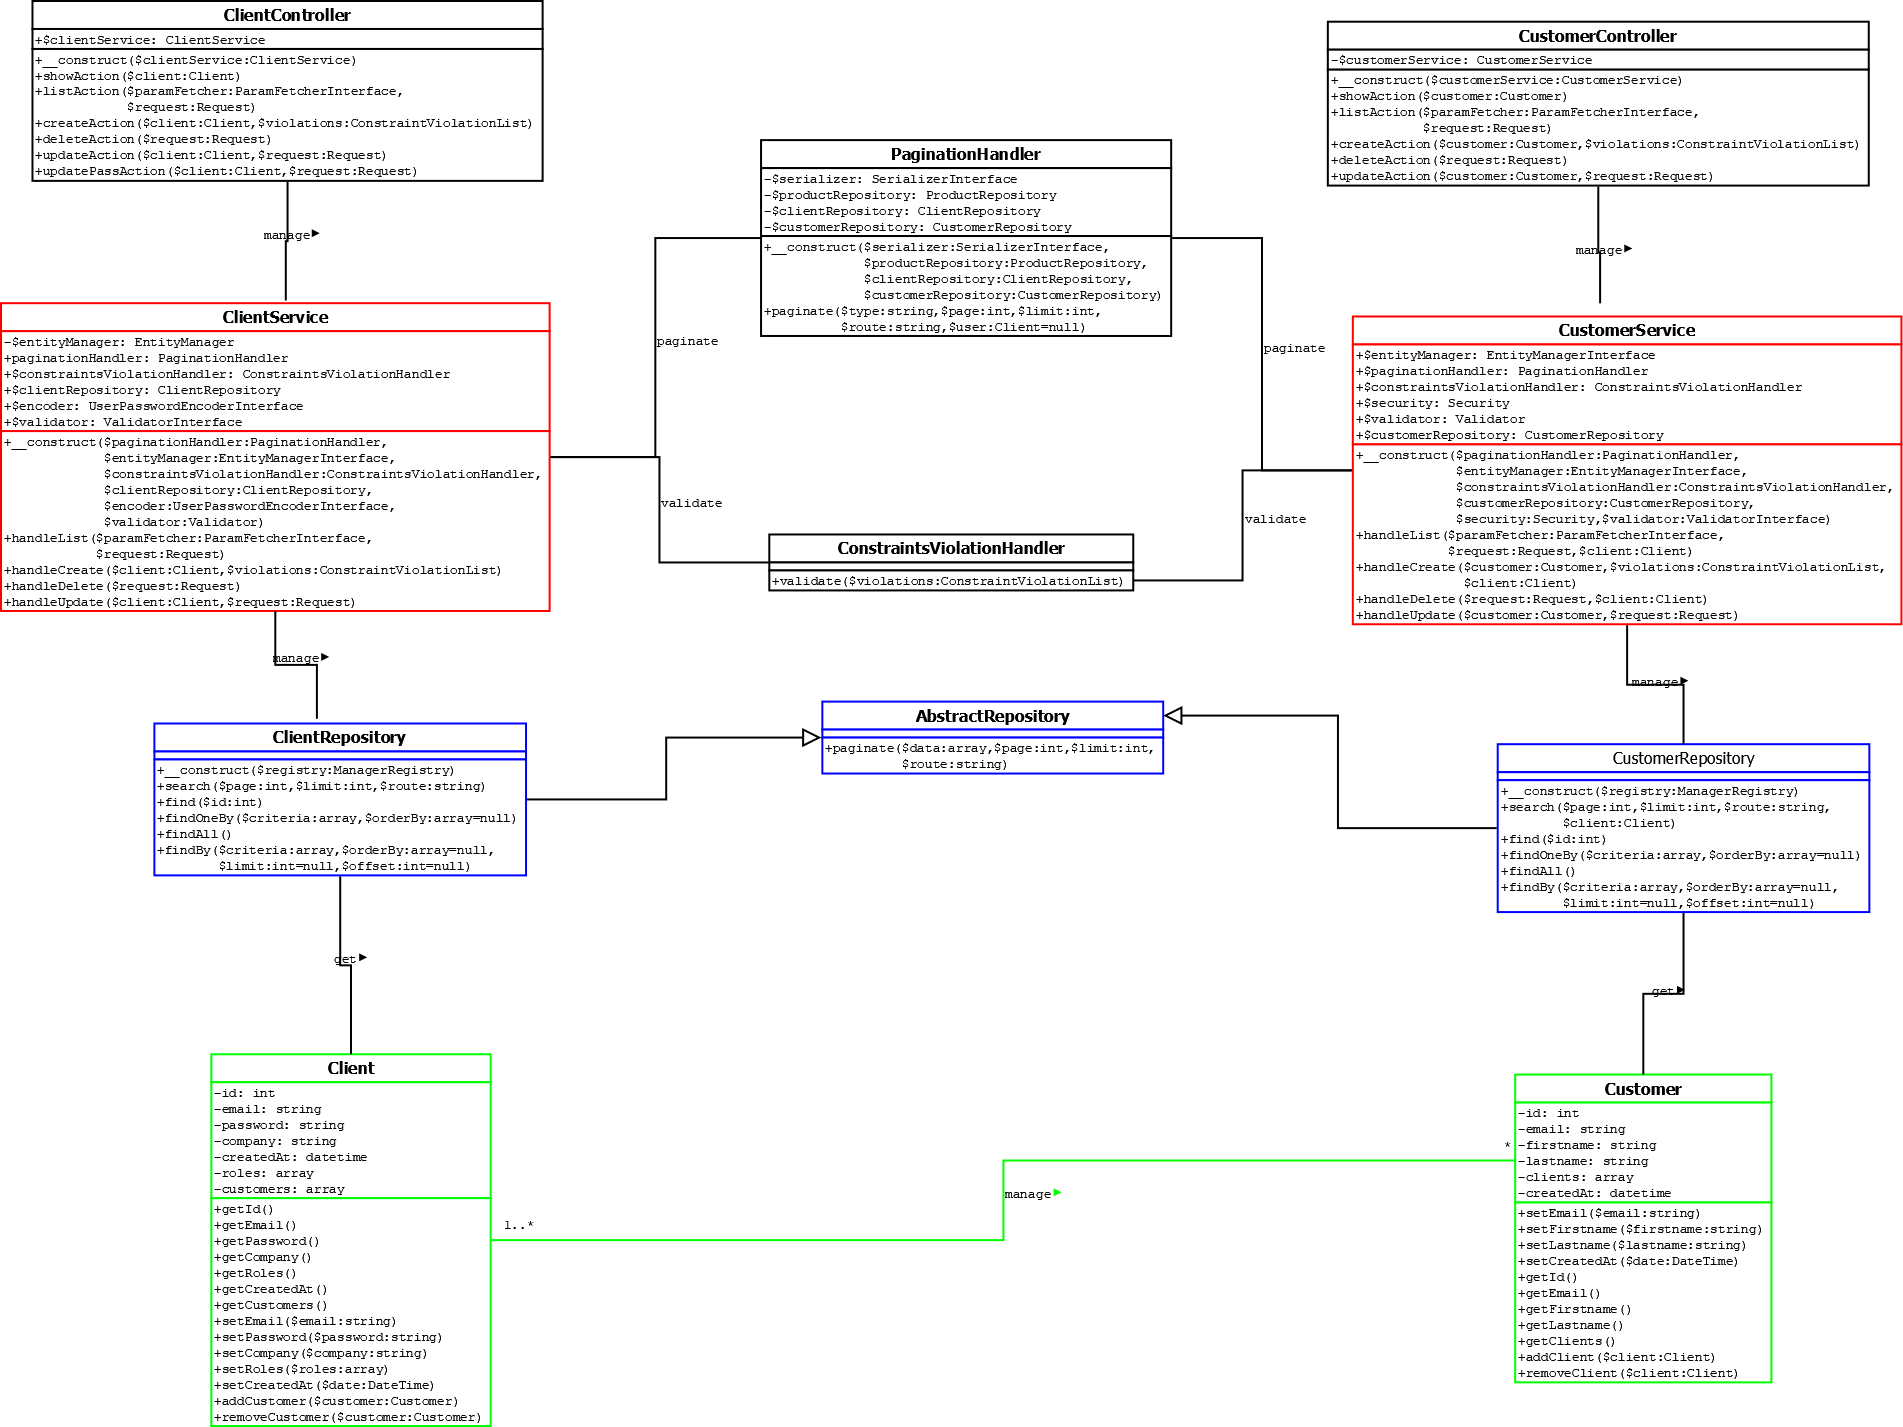 ClientController
+$clientService: ClientService
+__construct($clientService:ClientService)
+showAction($client:Client)
+listAction($paramFetcher:ParamFetcherInterface,
$request:Request)
+createAction($client:Client,$violations:ConstraintViolationList)
+deleteAction($request:Request)
+updateAction($client:Client,$request:Request)
+updatePassAction($client:Client,$request:Request)
manage
CustomerController
-$customerService: CustomerService
+__construct($customerService:CustomerService)
+showAction($customer:Customer)
+listAction($paramFetcher:ParamFetcherInterface,
$request:Request)
+createAction($customer:Customer,$violations:ConstraintViolationList)
+deleteAction($request:Request)
+updateAction($customer:Customer,$request:Request)
manage
PaginationHandler
-$serializer: SerializerInterface
-$productRepository: ProductRepository
-$clientRepository: ClientRepository
-$customerRepository: CustomerRepository
+__construct($serializer:SerializerInterface,
$productRepository:ProductRepository,
$clientRepository:ClientRepository,
$customerRepository:CustomerRepository)
+paginate($type:string,$page:int,$limit:int,
$route:string,$user:Client=null)
paginate
paginate
ClientService
-$entityManager: EntityManager
+paginationHandler: PaginationHandler
+$constraintsViolationHandler: ConstraintsViolationHandler
+$clientRepository: ClientRepository
+$encoder: UserPasswordEncoderInterface
+$validator: ValidatorInterface
+__construct($paginationHandler:PaginationHandler,
$entityManager:EntityManagerInterface,
$constraintsViolationHandler:ConstraintsViolationHandler,
$clientRepository:ClientRepository,
$encoder:UserPasswordEncoderInterface,
$validator:Validator)
+handleList($paramFetcher:ParamFetcherInterface,
$request:Request)
+handleCreate($client:Client,$violations:ConstraintViolationList)
+handleDelete($request:Request)
+handleUpdate($client:Client,$request:Request)
manage
CustomerService
+$entityManager: EntityManagerInterface
+$paginationHandler: PaginationHandler
+$constraintsViolationHandler: ConstraintsViolationHandler
+$security: Security
+$validator: Validator
+$customerRepository: CustomerRepository
+__construct($paginationHandler:PaginationHandler,
$entityManager:EntityManagerInterface,
$constraintsViolationHandler:ConstraintsViolationHandler,
$customerRepository:CustomerRepository,
$security:Security,$validator:ValidatorInterface)
+handleList($paramFetcher:ParamFetcherInterface,
$request:Request,$client:Client)
+handleCreate($customer:Customer,$violations:ConstraintViolationList,
$client:Client)
+handleDelete($request:Request,$client:Client)
+handleUpdate($customer:Customer,$request:Request)
manage
validate
validate
ConstraintsViolationHandler
+validate($violations:ConstraintViolationList)
ClientRepository
+__construct($registry:ManagerRegistry)
+search($page:int,$limit:int,$route:string)
+find($id:int)
+findOneBy($criteria:array,$orderBy:array=null)
+findAll()
+findBy($criteria:array,$orderBy:array=null,
$limit:int=null,$offset:int=null)
get
AbstractRepository
+paginate($data:array,$page:int,$limit:int,
$route:string)
CustomerRepository
+__construct($registry:ManagerRegistry)
+search($page:int,$limit:int,$route:string,
$client:Client)
+find($id:int)
+findOneBy($criteria:array,$orderBy:array=null)
+findAll()
+findBy($criteria:array,$orderBy:array=null,
$limit:int=null,$offset:int=null)
get
Client
-id: int
-email: string
-password: string
-company: string
-createdAt: datetime
-roles: array
-customers: array
+getId()
+getEmail()
+getPassword()
+getCompany()
+getRoles()
+getCreatedAt()
+getCustomers()
+setEmail($email:string)
+setPassword($password:string)
+setCompany($company:string)
+setRoles($roles:array)
+setCreatedAt($date:DateTime)
+addCustomer($customer:Customer)
+removeCustomer($customer:Customer)
1..*
manage
*
Customer
-id: int
-email: string
-firstname: string
-lastname: string
-clients: array
-createdAt: datetime
+setEmail($email:string)
+setFirstname($firstname:string)
+setLastname($lastname:string)
+setCreatedAt($date:DateTime)
+getId()
+getEmail()
+getFirstname()
+getLastname()
+getClients()
+addClient($client:Client)
+removeClient($client:Client)